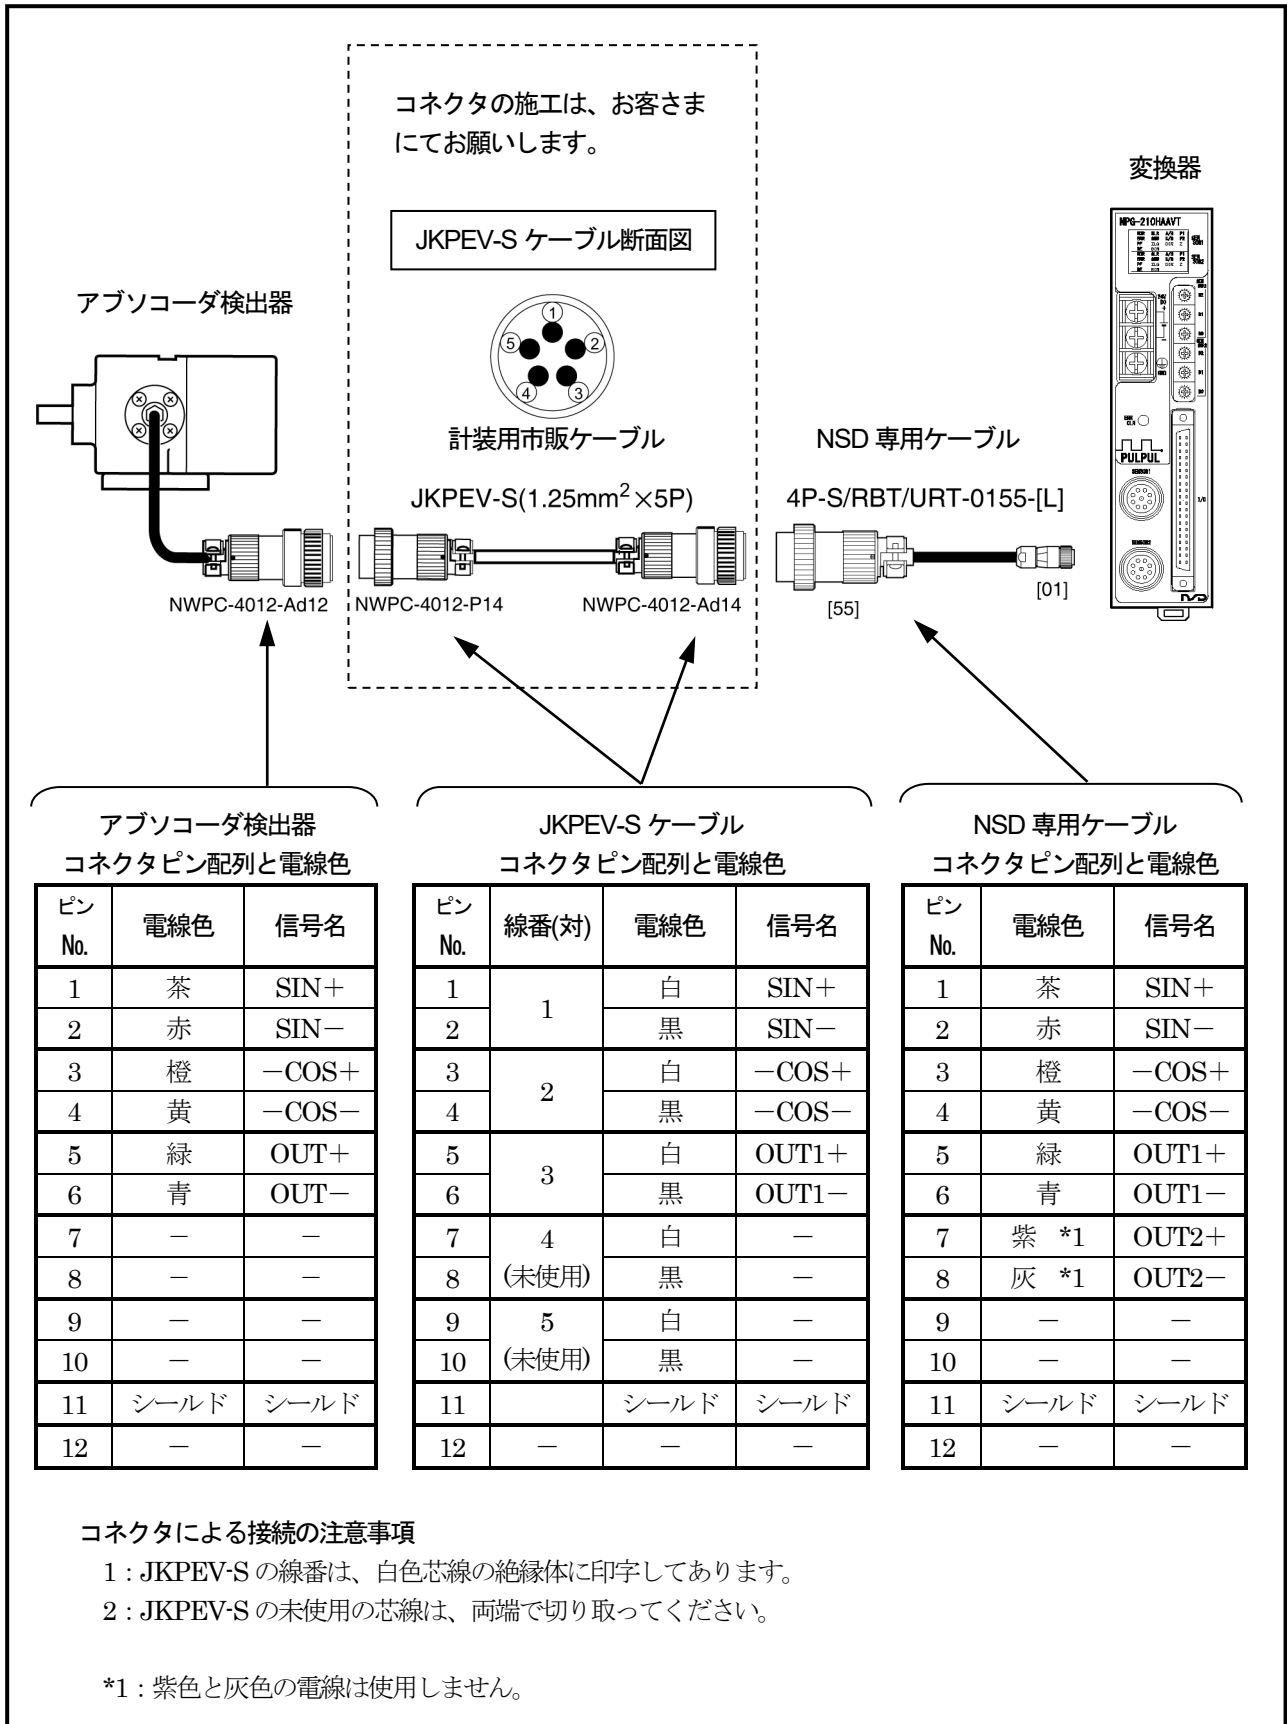 コネクタの施工は、お客さま
にてお願いします。
変換器
JKPEV-S ケーブル断面図
NPG-210HAAVT
アブソコーダ検出器
1
5
2
4
3
計装用市販ケーブル
NSD 専用ケーブル
PULPUL
JKPEV-S(1.25mm²×5P)
4P-S/RBT/URT-0155-[L]
SENSOR1
I/O
SENSOR2
NWPC-4012-Ad12
NWPC-4012-P14
NWPC-4012-Ad14
[55]
[01]
アブソコーダ検出器
コネクタピン配列と電線色
ピンNo. 電線色 信号名
1 茶 SIN+
2 赤 SIN−
3 橙 −COS+
4 黄 −COS−
5 緑 OUT+
6 青 OUT−
7 − −
8 − −
9 − −
10 − −
11 シールド シールド
12 − −
JKPEV-S ケーブル
コネクタピン配列と電線色
ピンNo. 線番(対) 電線色 信号名
1 1 白 SIN+
2 黒 SIN−
3 2 白 −COS+
4 黒 −COS−
5 3 白 OUT1+
6 黒 OUT1−
7 4 白 −
8 (未使用) 黒 −
9 5 白 −
10 (未使用) 黒 −
11 シールド シールド
12 − − −
NSD 専用ケーブル
コネクタピン配列と電線色
ピンNo. 電線色 信号名
1 茶 SIN+
2 赤 SIN−
3 橙 −COS+
4 黄 −COS−
5 緑 OUT1+
6 青 OUT1−
7 紫 *1 OUT2+
8 灰 *1 OUT2−
9 − −
10 − −
11 シールド シールド
12 − −
コネクタによる接続の注意事項
1：JKPEV-S の線番は、白色芯線の絶縁体に印字してあります。
2：JKPEV-S の未使用の芯線は、両端で切り取ってください。
*1：紫色と灰色の電線は使用しません。